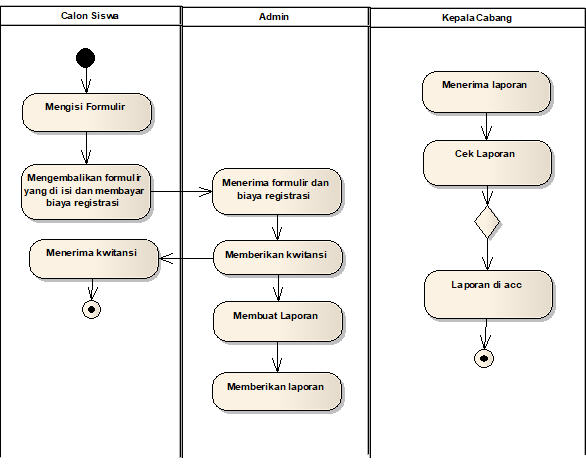 Calon Siswa
Mengisi Formulir
Mengembalikan formulir
yang di isi dan membayar
biaya registrasi
Menerima kwitansi
Admin
Menerima formulir dan
biaya registrasi
Memberikan kwitansi
Membuat Laporan
Memberikan laporan
Kepala Cabang
Menerima laporan
Cek Laporan
Laporan di acc